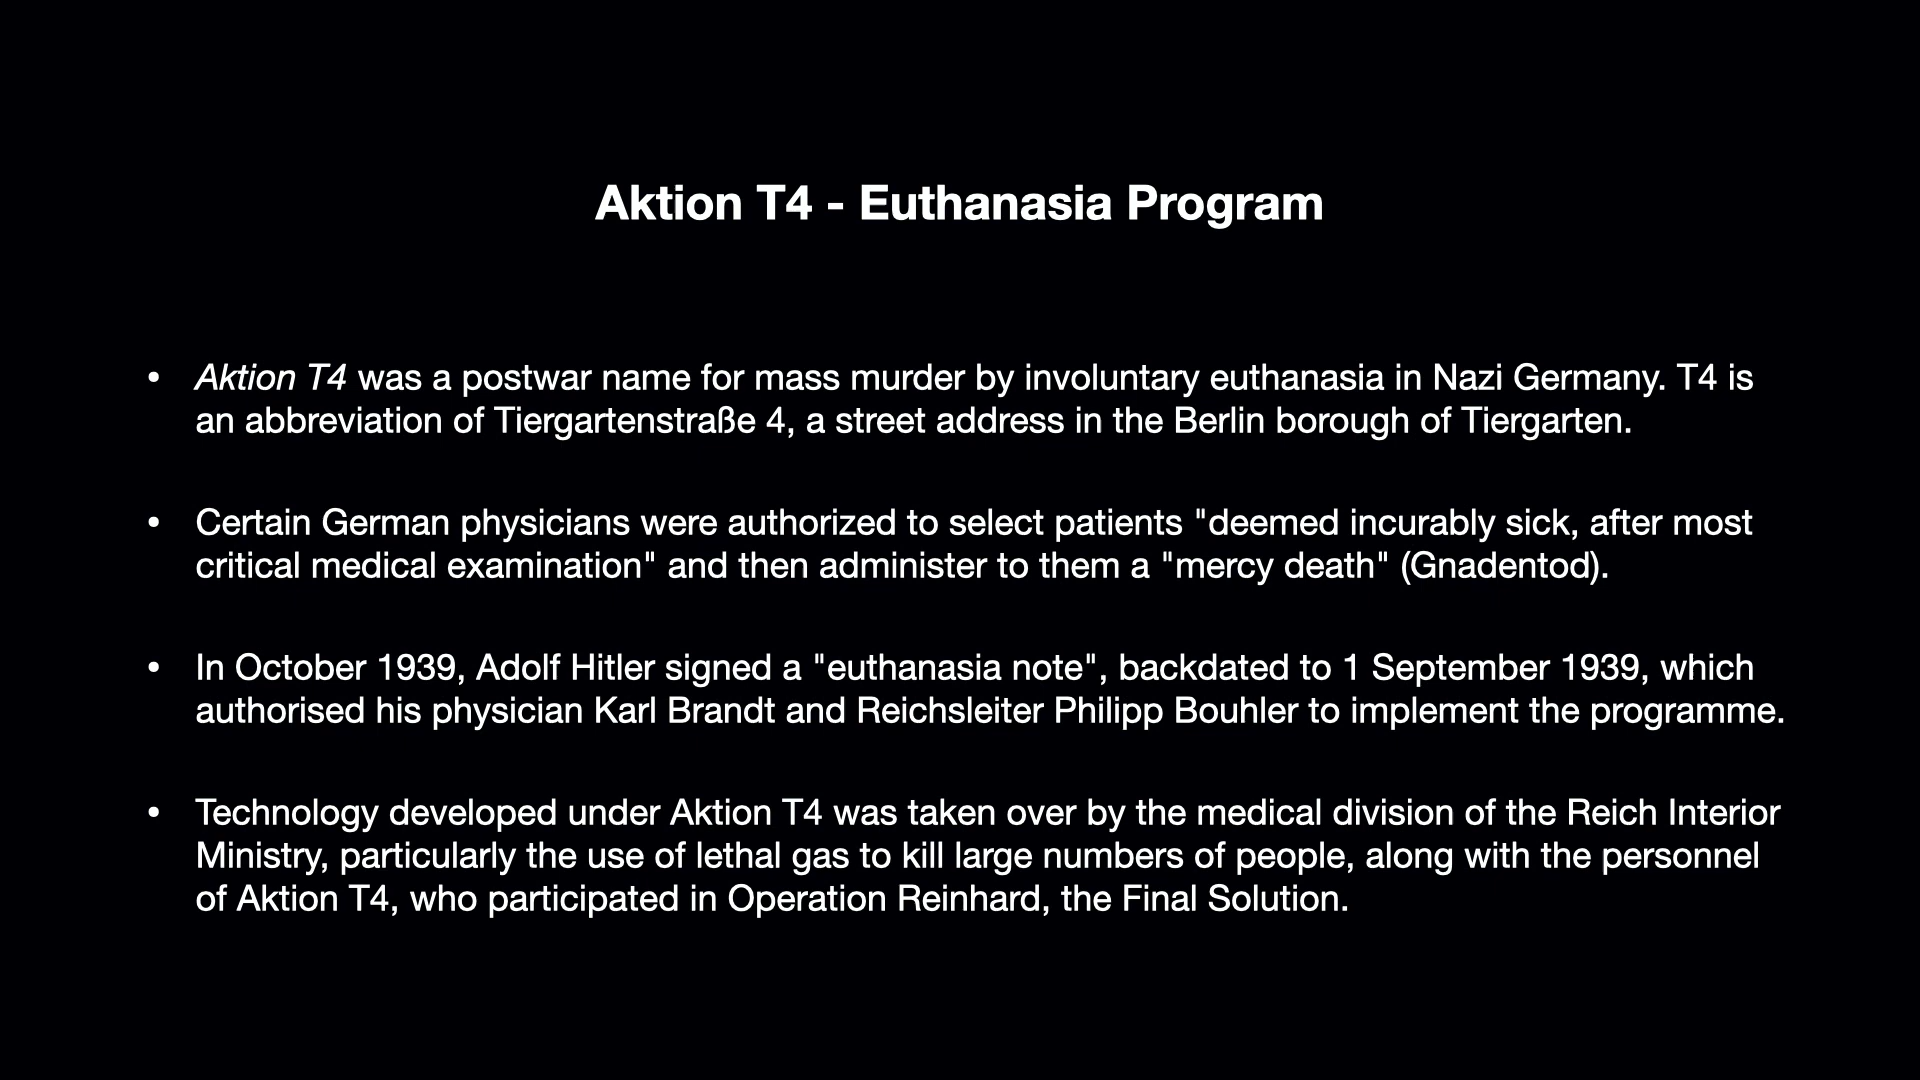 Aktion T4 - Euthanasia Program
• Aktion T4 was a postwar name for mass murder by involuntary euthanasia in Nazi Germany. T4 is
an abbreviation of Tiergartenstraße 4, a street address in the Berlin borough of Tiergarten.
• Certain German physicians were authorized to select patients "deemed incurably sick, after most
critical medical examination" and then administer to them a "mercy death" (Gnadentod).
• In October 1939, Adolf Hitler signed a "euthanasia note", backdated to 1 September 1939, which
authorised his physician Karl Brandt and Reichsleiter Philipp Bouhler to implement the programme.
• Technology developed under Aktion T4 was taken over by the medical division of the Reich Interior
Ministry, particularly the use of lethal gas to kill large numbers of people, along with the personnel
of Aktion T4, who participated in Operation Reinhard, the Final Solution.